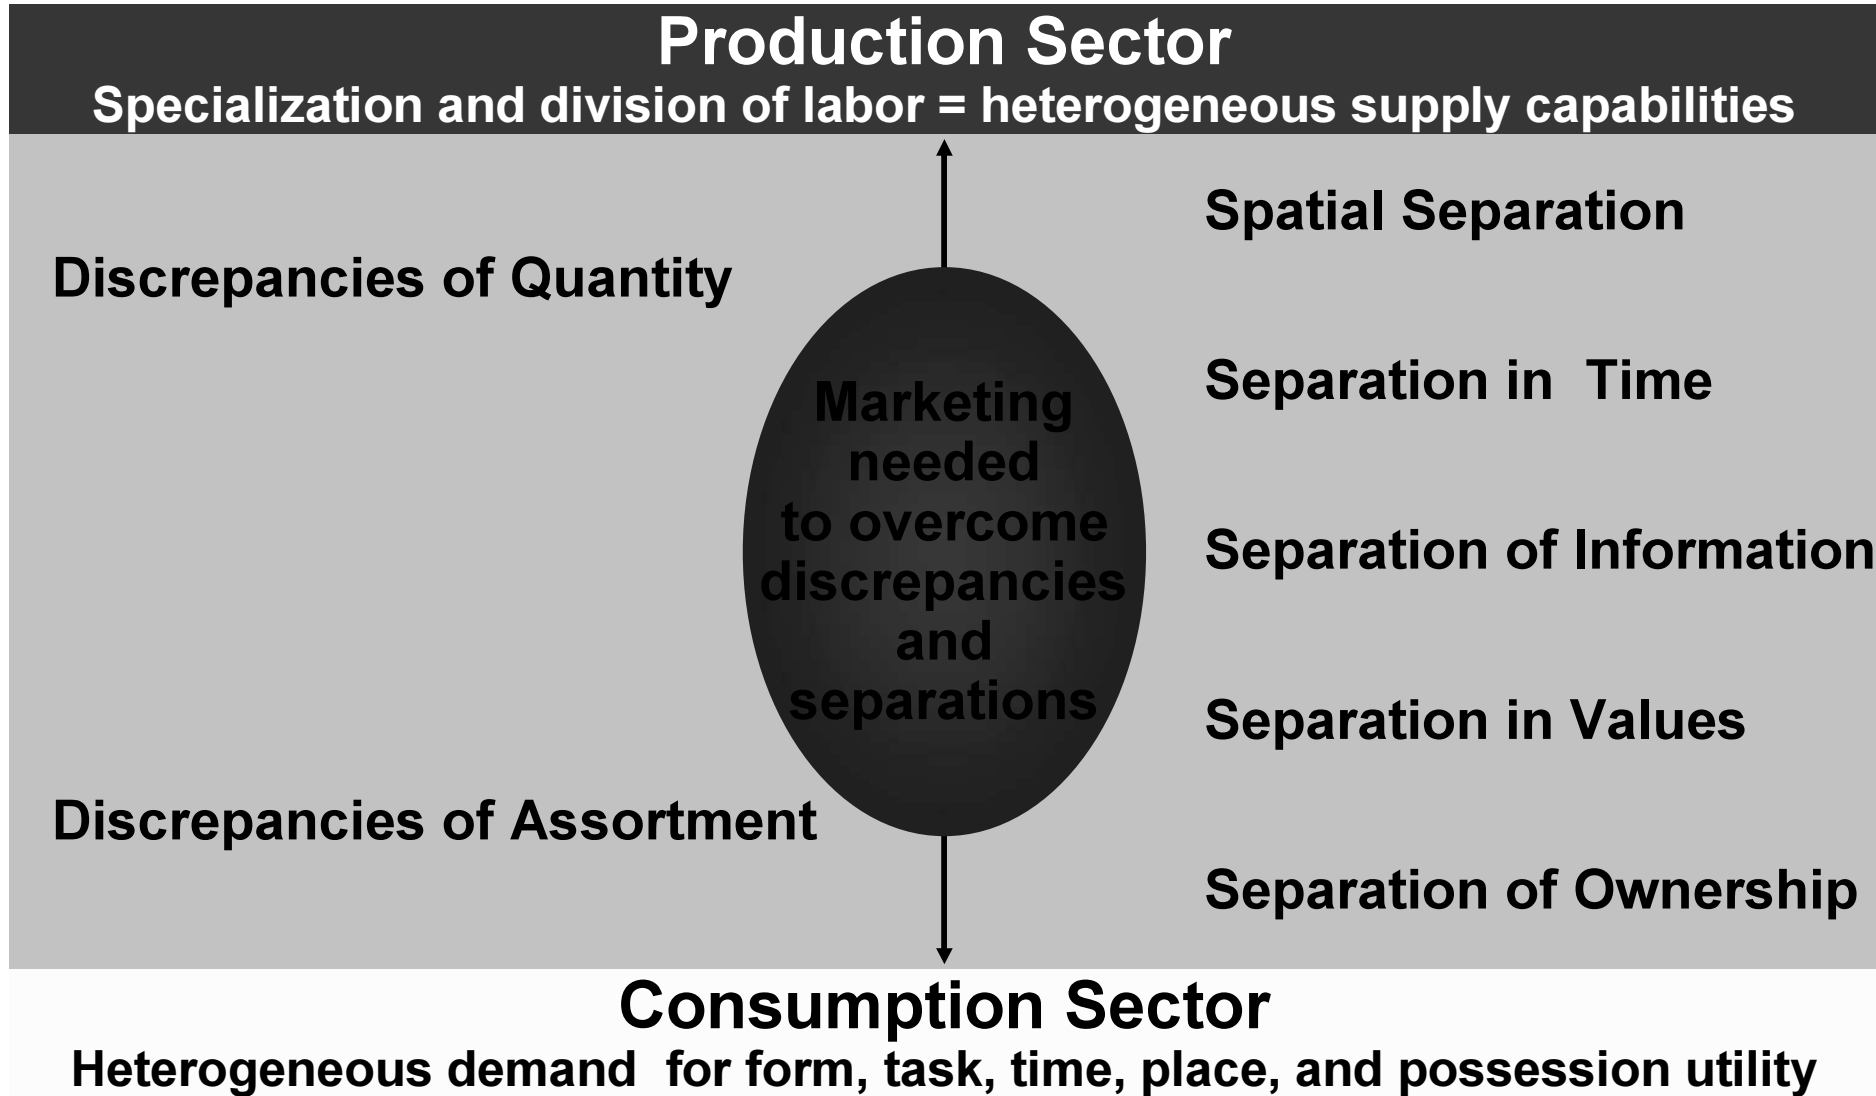 Production Sector
Specialization and division of labor = heterogeneous supply capabilities
Discrepancies of Quantity
Discrepancies of Assortment
Marketing
needed
to overcome
discrepancies
and
separations
Spatial Separation
Separation in  Time
Separation of Information
Separation in Values
Separation of Ownership
Consumption Sector
Heterogeneous demand  for form, task, time, place, and possession utility